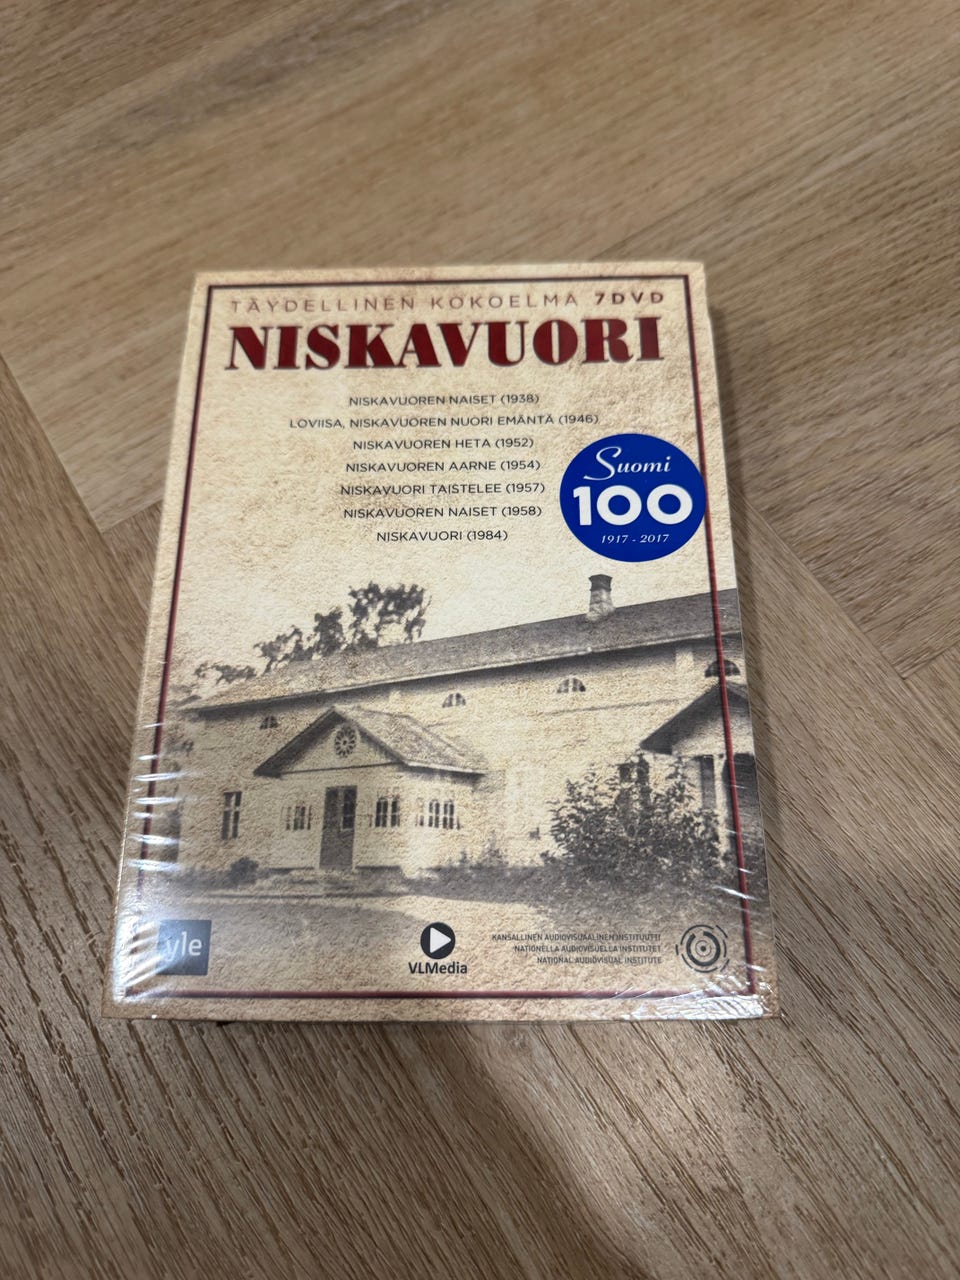 TÄYDELLINEN KOKOELMA 7DVD
NISKAVUORI
NISKAVUOREN NAISET (1938)
LOVIISA, NISKAVUOREN NUORI EMÄNTÄ (1946)
NISKAVUOREN HETA (1952)
NISKAVUOREN AARNE (1954)
NISKAVUORI TAISTELEE (1957)
NISKAVUOREN NAISET (1958)
NISKAVUORI (1984)
Suomi
100
1917 - 2017
yle
VLMedia
KANSALLINEN AUDIOVISUAALINEN INSTITUUTTI
NATIONELLA AUDIOVISUELLA INSTITUTET
NATIONAL AUDIOVISUAL INSTITUTE